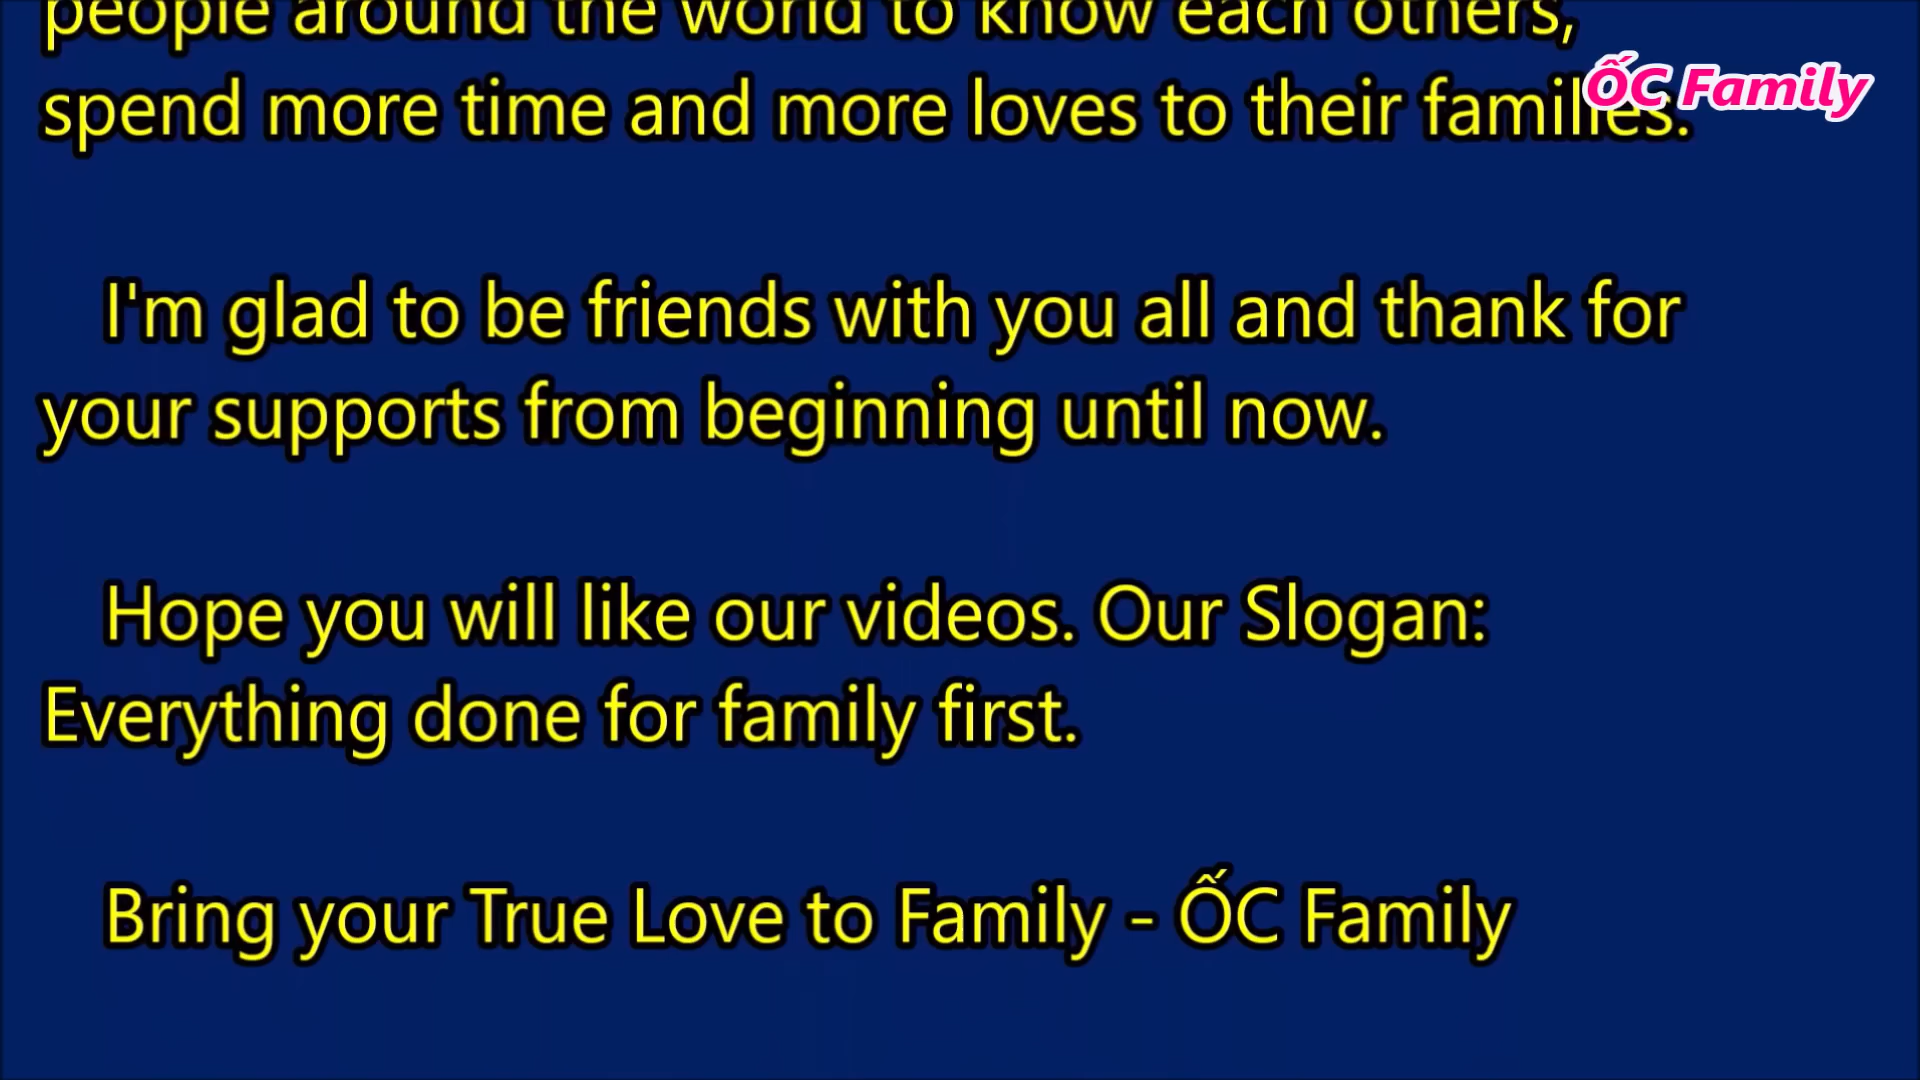 people around the world to know each others,
ỐC Family
spend more time and more loves to their families.
I'm glad to be friends with you all and thank for
your supports from beginning until now.
Hope you will like our videos. Our Slogan:
Everything done for family first.
Bring your True Love to Family - ỐC Family